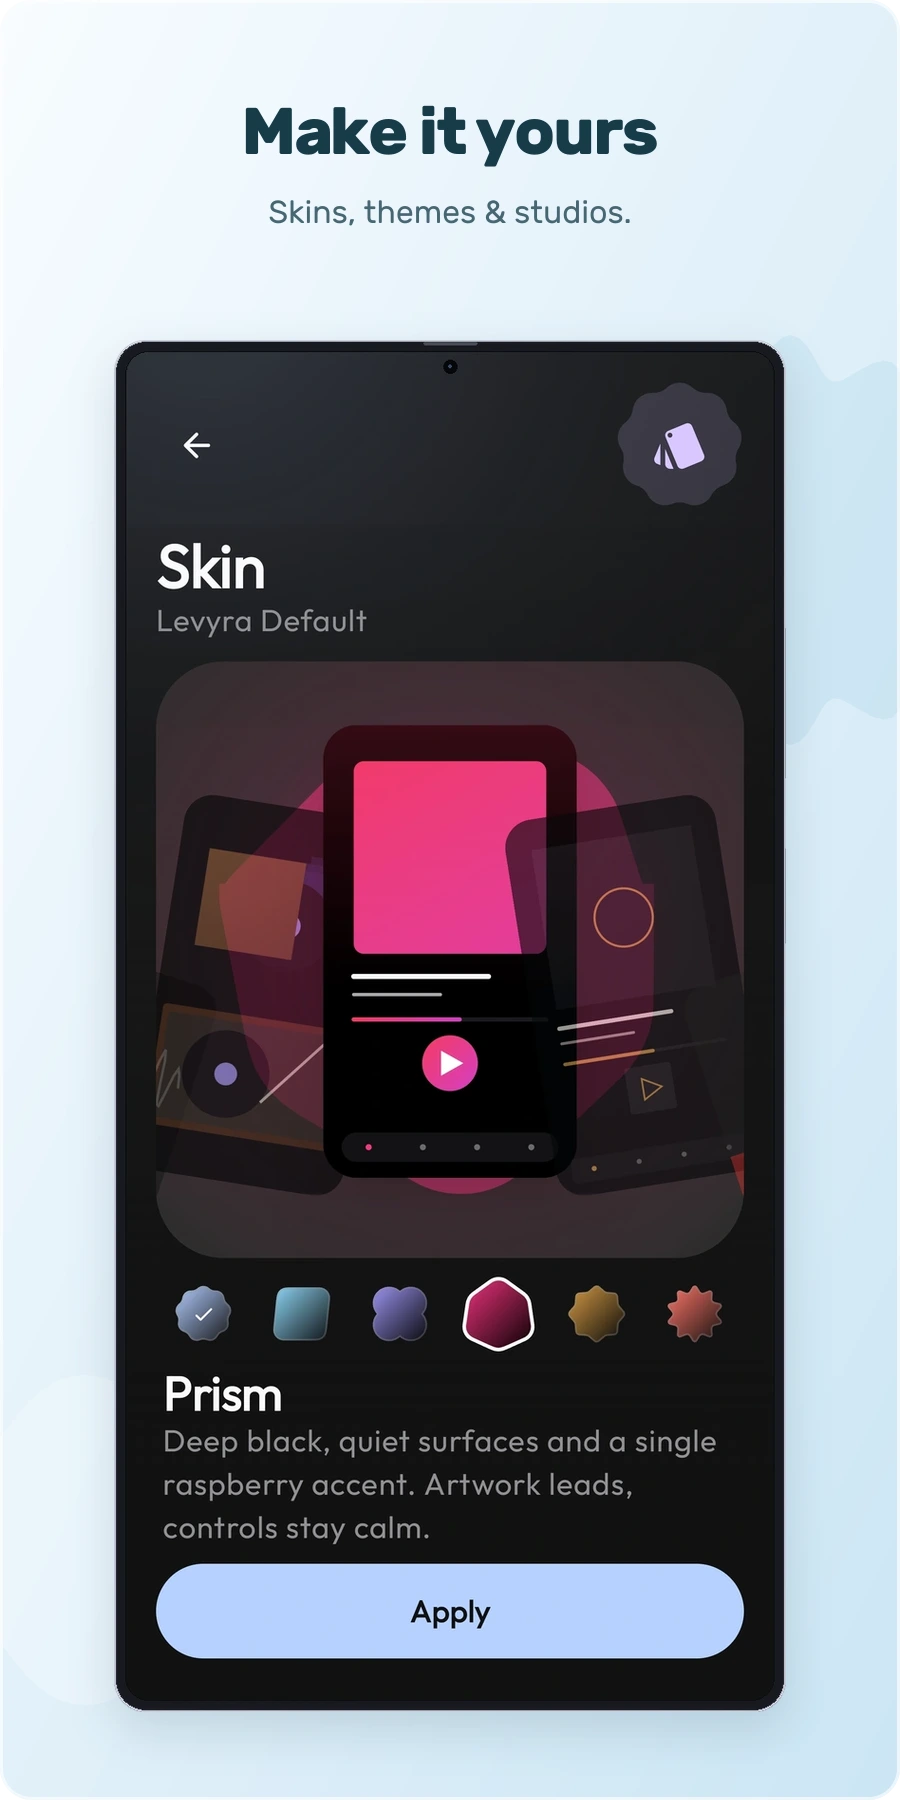 Make it yours
Skins, themes & studios.
Skin
Levyra Default
Prism
Deep black, quiet surfaces and a single
raspberry accent. Artwork leads,
controls stay calm.
Apply